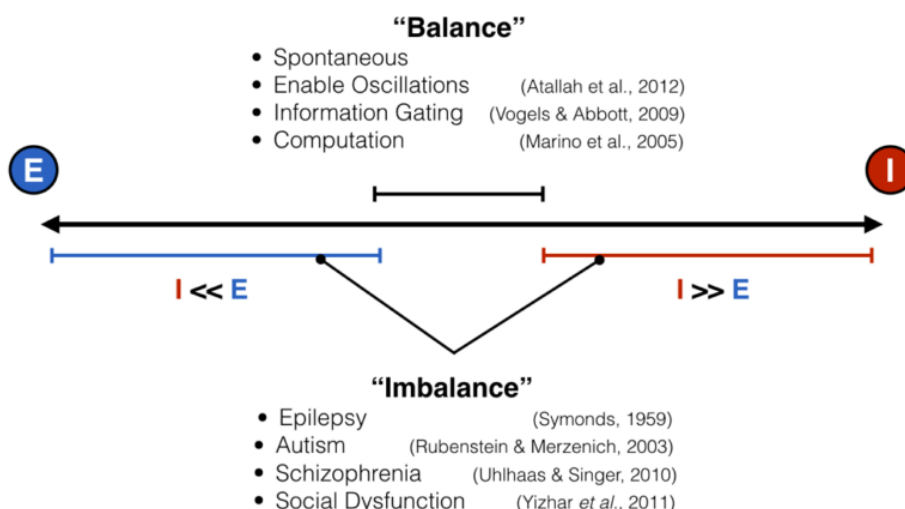 “Balance”
• Spontaneous
• Enable Oscillations (Atallah et al., 2012)
• Information Gating (Vogels & Abbott, 2009)
• Computation (Marino et al., 2005)
E I
I << E I >> E
“Imbalance”
• Epilepsy (Symonds, 1959)
• Autism (Rubenstein & Merzenich, 2003)
• Schizophrenia (Uhlhaas & Singer, 2010)
• Social Dysfunction (Yizhar et al., 2011)